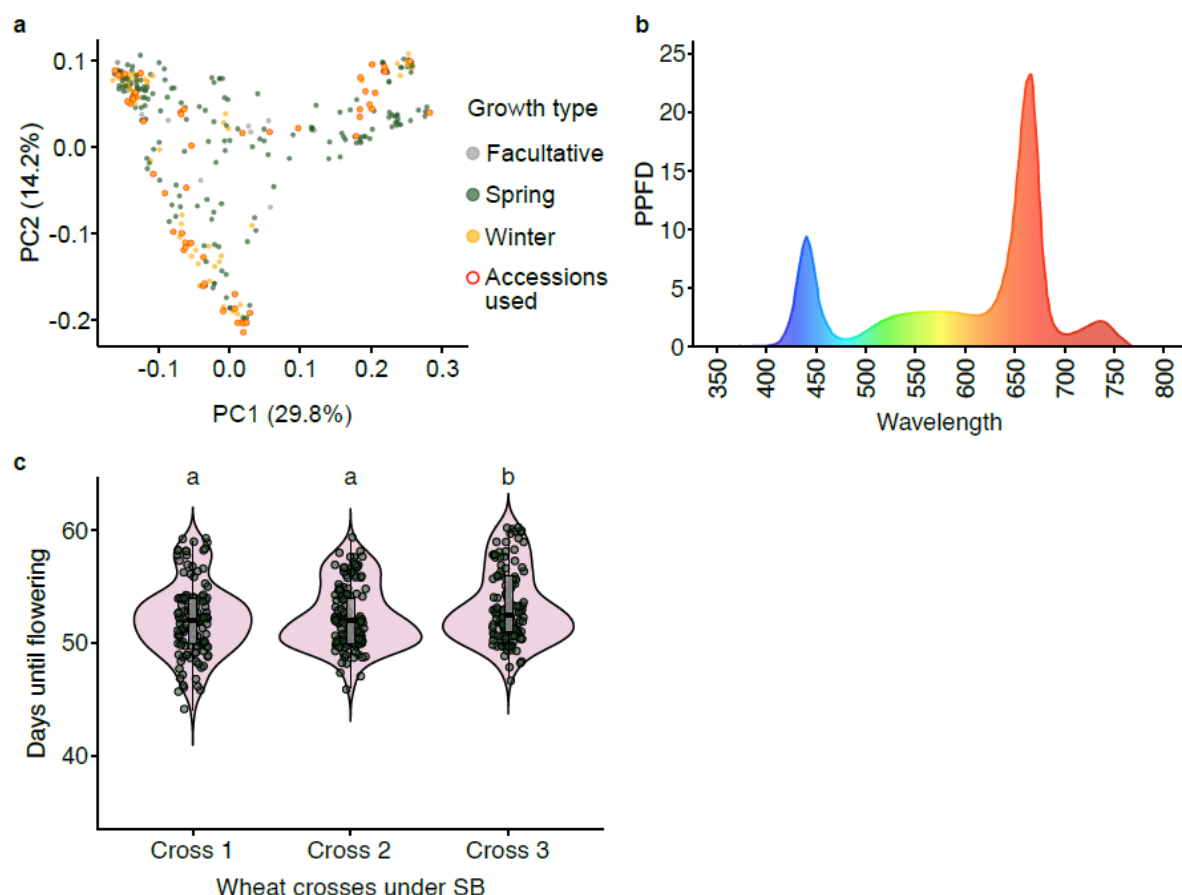 a
0.1
0.0
-0.1
-0.2
PC2 (14.2%)
-0.1 0.0 0.1 0.2 0.3
PC1 (29.8%)
Growth type
Facultative
Spring
Winter
Accessions
used
b
25
20
15
10
5
0
PPFD
350 400 450 500 550 600 650 700 750 800
Wavelength
c
a a b
60
50
40
Days until flowering
Cross 1 Cross 2 Cross 3
Wheat crosses under SB